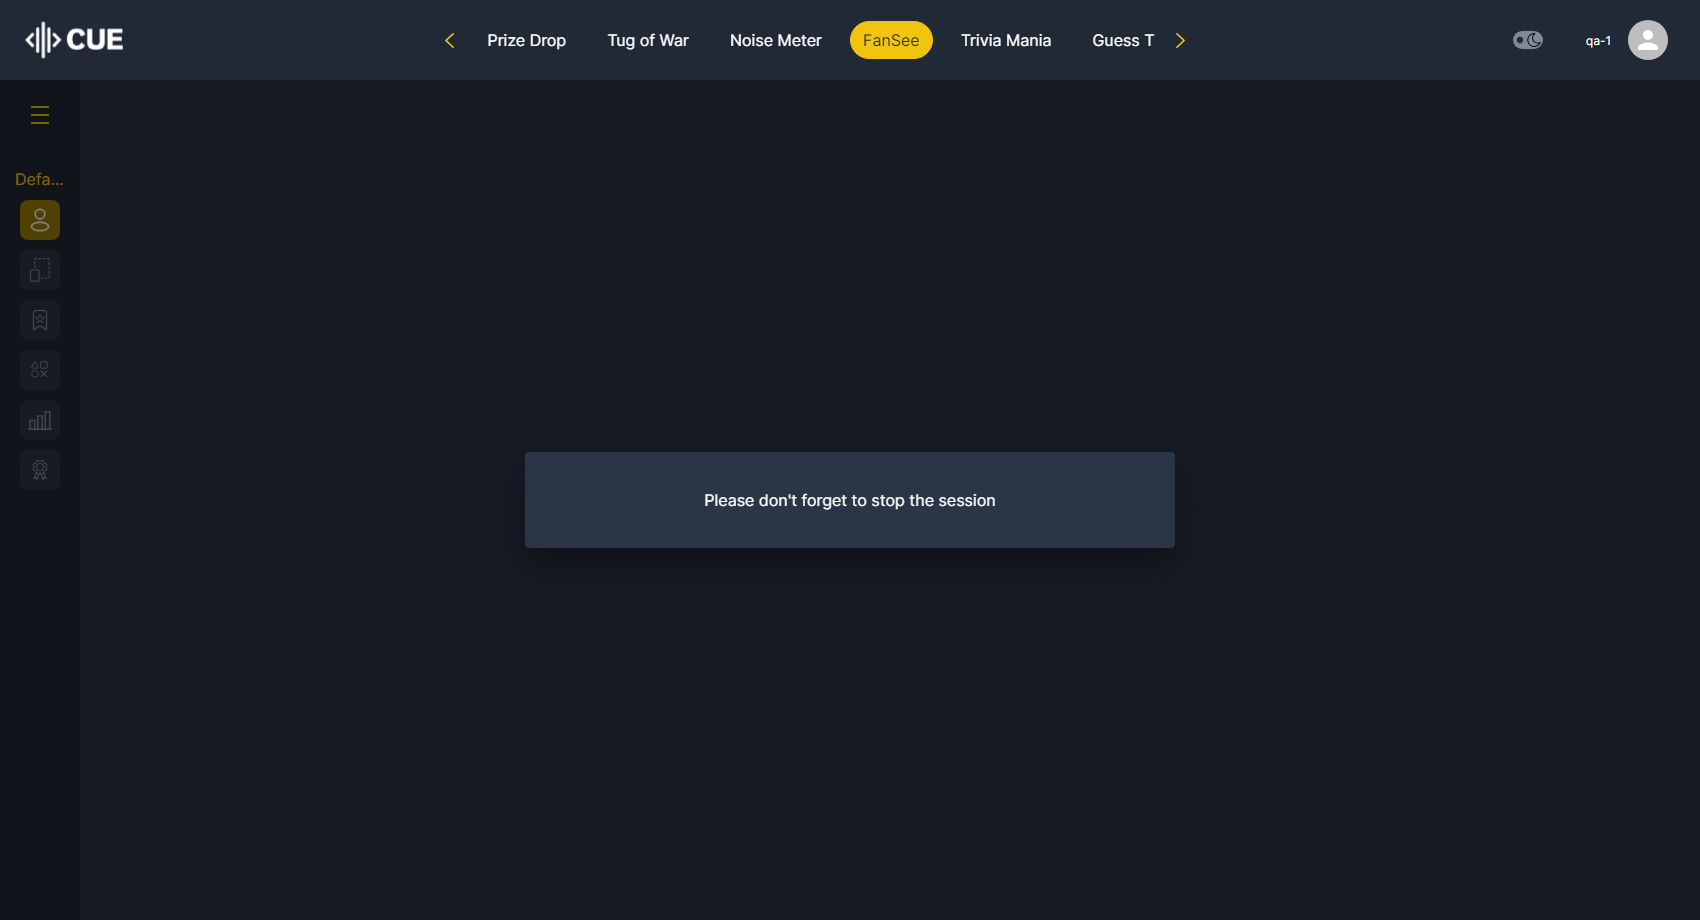 CUE
Prize Drop Tug of War Noise Meter FanSee Trivia Mania Guess T
qa-1
Defa...
Please don't forget to stop the session